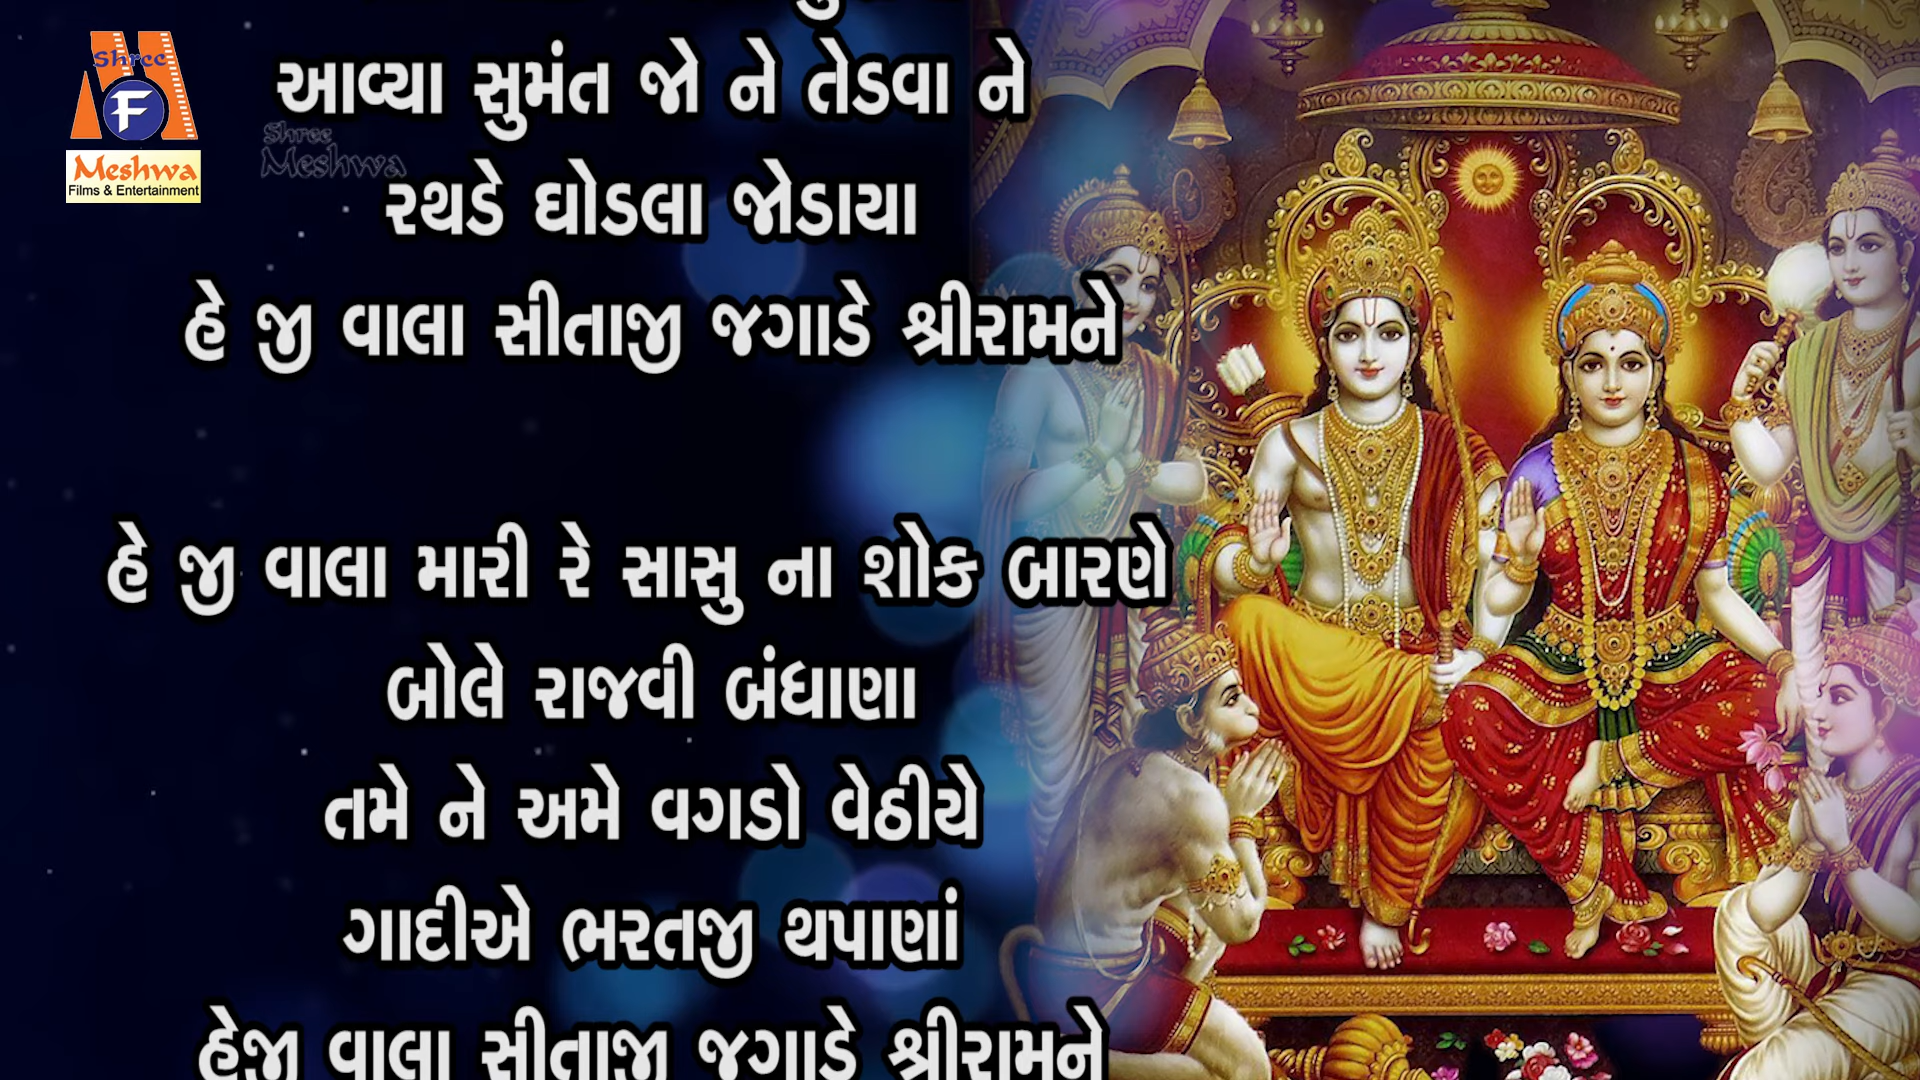 Shree
F
Meshwa
Films & Entertainment
Shree
Meshwa
આવ્યા સુમંત જો ને તેડવા ને
રથડે ઘોડલા જોડાયા
હે જી વાલા સીતાજી જગાડે શ્રીરામને
હે જી વાલા મારી રે સાસુ ના શોક બારણે
બોલે રાજવી બંધાણા
તમે ને અમે વગડો વેઠીયે
ગાદીએ ભરતજી થપાણાં
હેજી વાલા સીતાજી જગાડે શ્રીરામને